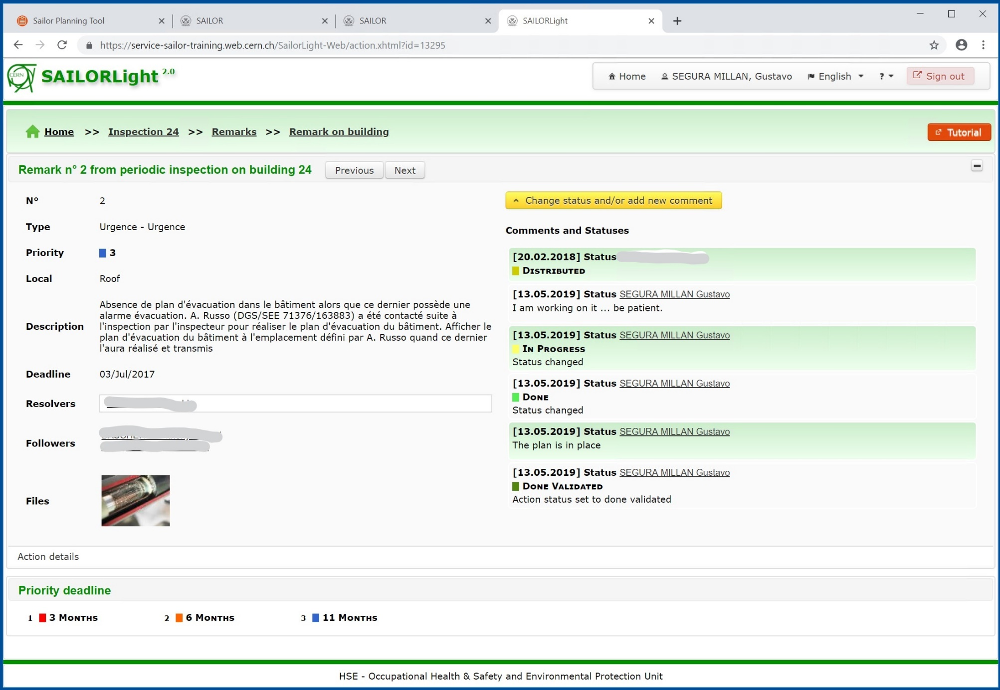 Sailor Planning Tool
SAILOR
SAILOR
SAILORLight
https://service-sailor-training.web.cern.ch/SailorLight-Web/action.xhtml?id=13295
CERN
SAILORLight 2.0
Home
SEGURA MILLAN, Gustavo
English
?
Sign out
Home >> Inspection 24 >> Remarks >> Remark on building
Tutorial
Remark n° 2 from periodic inspection on building 24
Previous
Next
N° 2
Type Urgence - Urgence
Priority 3
Local Roof
Description
Absence de plan d'évacuation dans le bâtiment alors que ce dernier possède une
alarme évacuation. A. Russo (DGS/SEE 71376/163883) a été contacté suite à
l'inspection par l'inspecteur pour réaliser le plan d'évacuation du bâtiment. Afficher le
plan d'évacuation du bâtiment à l'emplacement défini par A. Russo quand ce dernier
l'aura réalisé et transmis
Deadline 03/Jul/2017
Resolvers
Followers
Files
Change status and/or add new comment
Comments and Statuses
[20.02.2018] Status
Distributed
[13.05.2019] Status SEGURA MILLAN Gustavo
I am working on it ... be patient.
[13.05.2019] Status SEGURA MILLAN Gustavo
In Progress
Status changed
[13.05.2019] Status SEGURA MILLAN Gustavo
Done
Status changed
[13.05.2019] Status SEGURA MILLAN Gustavo
The plan is in place
[13.05.2019] Status SEGURA MILLAN Gustavo
Done Validated
Action status set to done validated
Action details
Priority deadline
1 3 Months
2 6 Months
3 11 Months
HSE - Occupational Health & Safety and Environmental Protection Unit